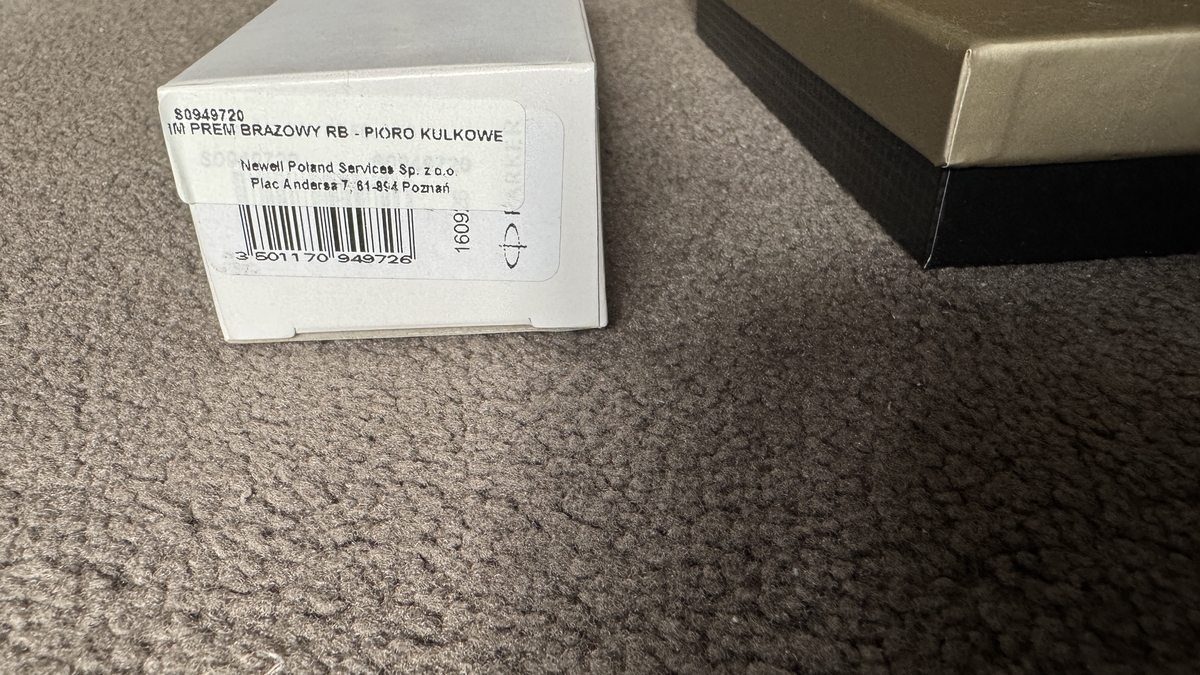 S0949720
IM PREM BRAZOWY RB - PIÓRO KULKOWE
Newell Poland Services Sp. z o.o.
Plac Andersa 7, 61-894 Poznań
3 501170 949726
1609